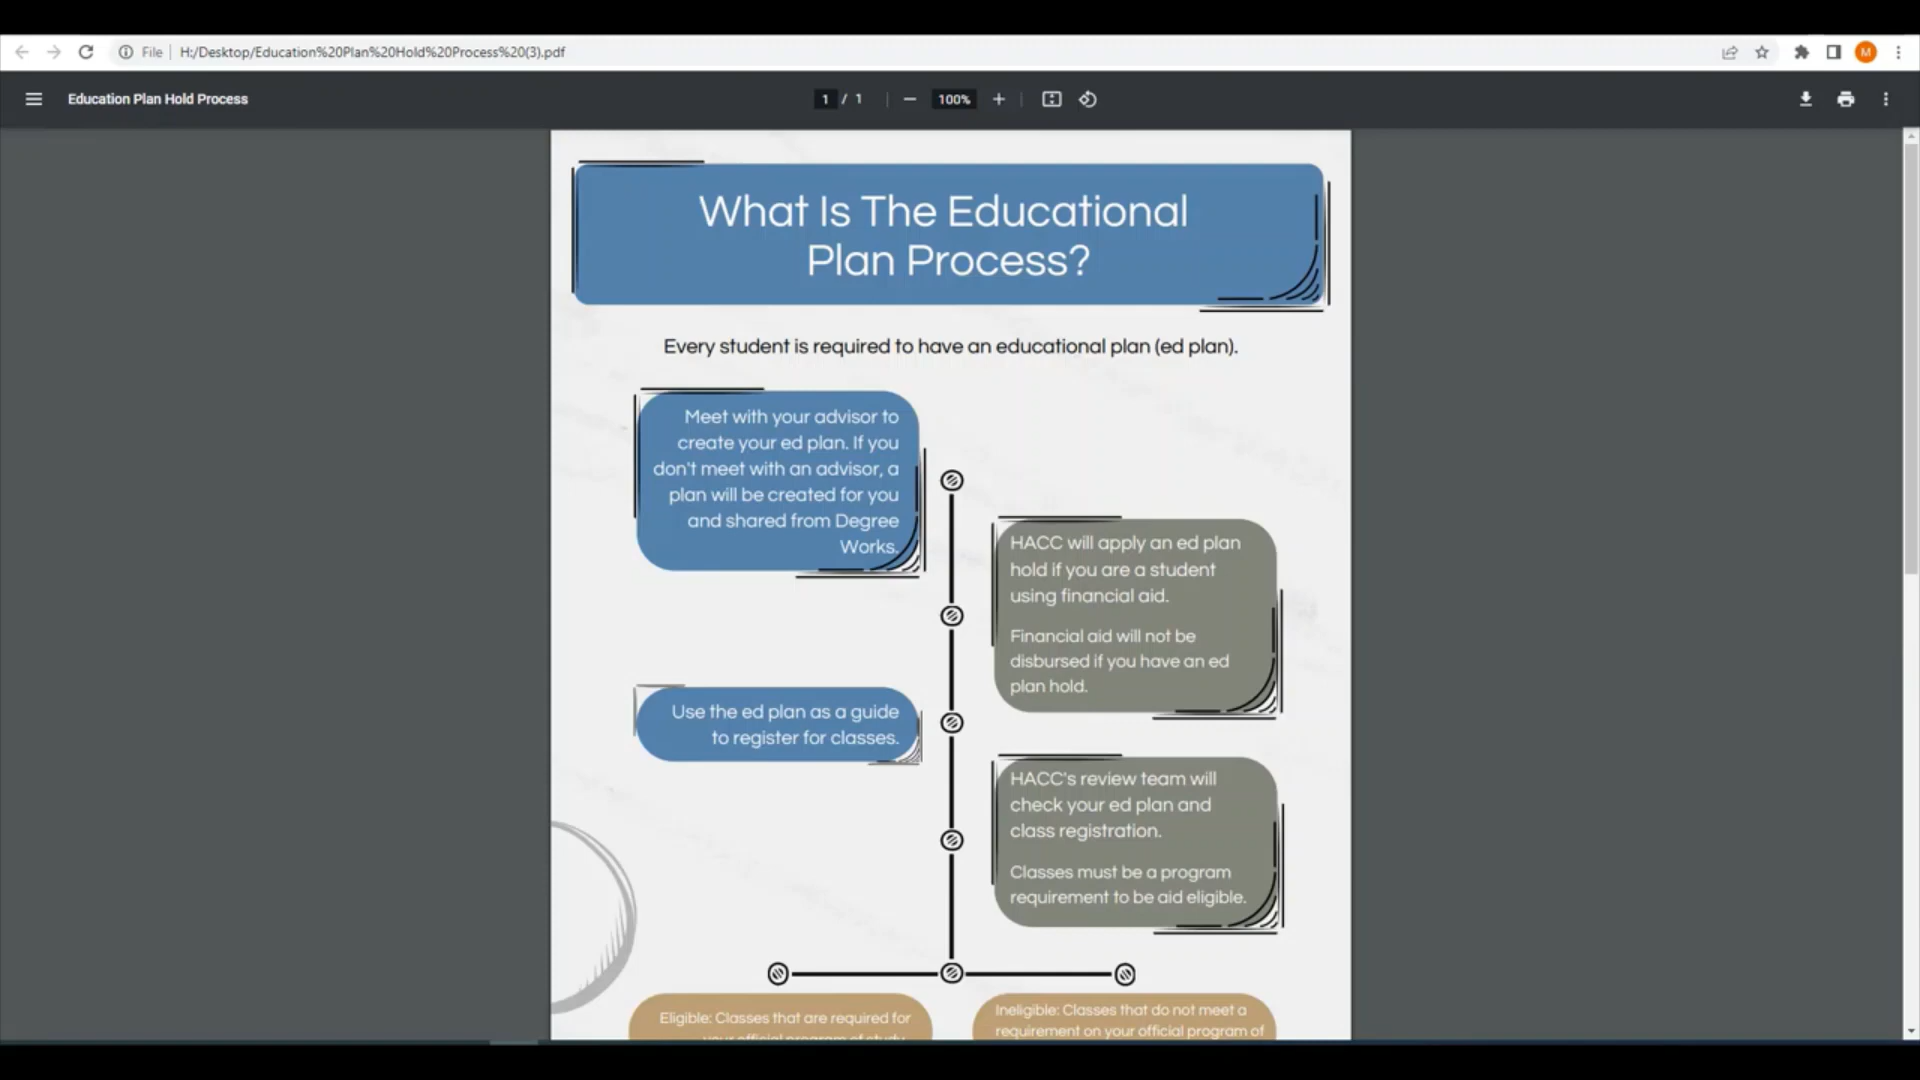 File H:/Desktop/Education%20Plan%20Hold%20Process%20(3).pdf
M
Education Plan Hold Process
1 / 1
100%
What Is The Educational
Plan Process?
Every student is required to have an educational plan (ed plan).
Meet with your advisor to
create your ed plan. If you
don't meet with an advisor, a
plan will be created for you
and shared from Degree
Works.
HACC will apply an ed plan
hold if you are a student
using financial aid.
Financial aid will not be
disbursed if you have an ed
plan hold.
Use the ed plan as a guide
to register for classes.
HACC's review team will
check your ed plan and
class registration.
Classes must be a program
requirement to be aid eligible.
Eligible: Classes that are required for
your official program of study
Ineligible: Classes that do not meet a
requirement on your official program of